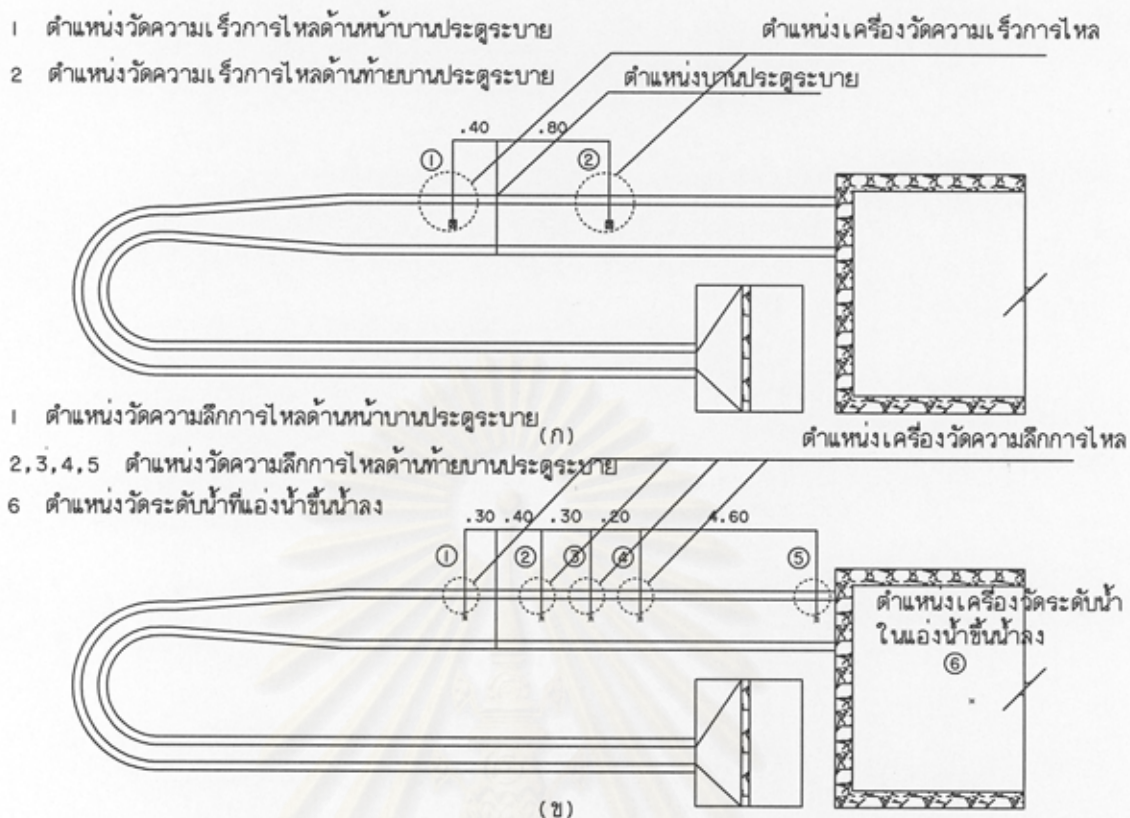 1 ตำแหน่งวัดความเร็วการไหลด้านหน้าบานประตูระบาย
ตำแหน่งเครื่องวัดความเร็วการไหล
2 ตำแหน่งวัดความเร็วการไหลด้านท้ายบานประตูระบาย
ตำแหน่งบานประตูระบาย
.40 .80
① ②
(ก)
1 ตำแหน่งวัดความลึกการไหลด้านหน้าบานประตูระบาย
ตำแหน่งเครื่องวัดความลึกการไหล
2,3,4,5 ตำแหน่งวัดความลึกการไหลด้านท้ายบานประตูระบาย
6 ตำแหน่งวัดระดับน้ำที่แอ่งน้ำขึ้นน้ำลง
.30 .40 .30 .20 4.60
① ② ③ ④ ⑤
ตำแหนงเครื่องวัดระดับน้ำ
ในแอ่งน้ำขึ้นน้ำลง
⑥
(ข)